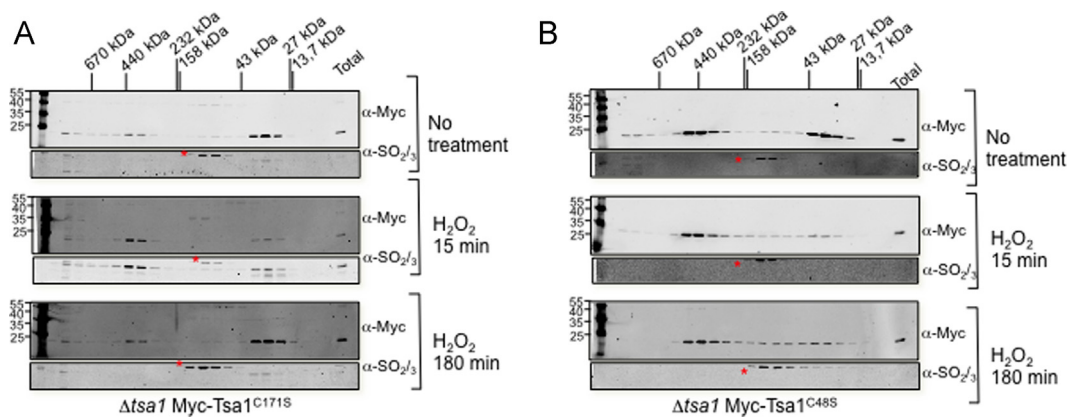 A
670 kDa
440 kDa
232 kDa
158 kDa
43 kDa
27 kDa
13,7 kDa
Total
55
40
35
25
α-Myc
α-SO₂/₃
No
treatment
55
40
35
25
α-Myc
α-SO₂/₃
H₂O₂
15 min
55
40
35
25
α-Myc
α-SO₂/₃
H₂O₂
180 min
Δtsa1 Myc-Tsa1C171S
B
670 kDa
440 kDa
232 kDa
158 kDa
43 kDa
27 kDa
13,7 kDa
Total
55
40
35
25
α-Myc
α-SO₂/₃
No
treatment
55
40
35
25
α-Myc
α-SO₂/₃
H₂O₂
15 min
55
40
35
25
α-Myc
α-SO₂/₃
H₂O₂
180 min
Δtsa1 Myc-Tsa1C48S